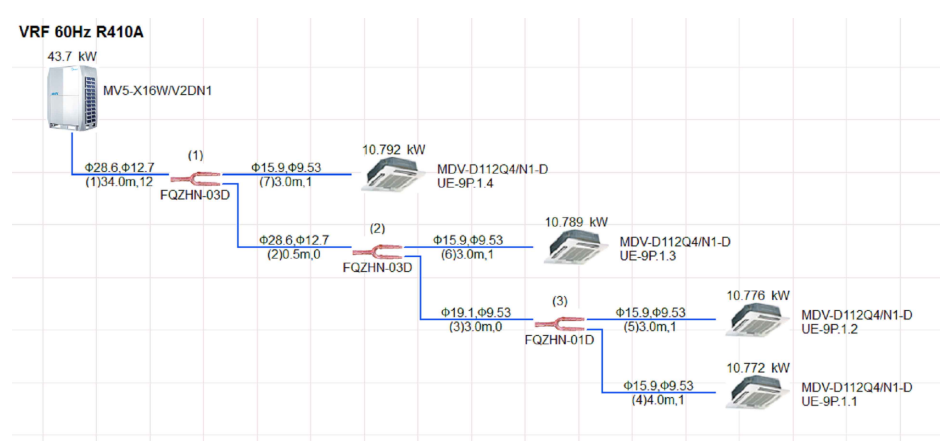 VRF 60Hz R410A
43.7 kW
MV5-X16W/V2DN1
Φ28.6,Φ12.7
(1)34.0m,12
(1)
FQZHN-03D
Φ15.9,Φ9.53
(7)3.0m,1
10.792 kW
MDV-D112Q4/N1-D
UE-9P.1.4
Φ28.6,Φ12.7
(2)0.5m,0
(2)
FQZHN-03D
Φ15.9,Φ9.53
(6)3.0m,1
10.789 kW
MDV-D112Q4/N1-D
UE-9P.1.3
Φ19.1,Φ9.53
(3)3.0m,0
(3)
FQZHN-01D
Φ15.9,Φ9.53
(5)3.0m,1
10.776 kW
MDV-D112Q4/N1-D
UE-9P.1.2
Φ15.9,Φ9.53
(4)4.0m,1
10.772 kW
MDV-D112Q4/N1-D
UE-9P.1.1